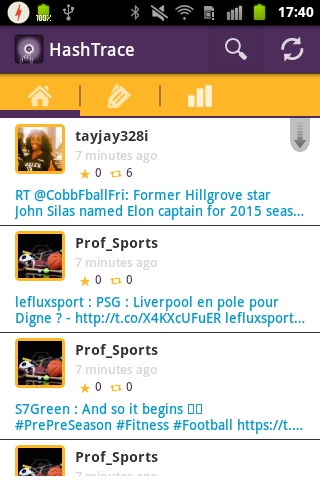 100%
17:40
HashTrace
tayjay328i
7 minutes ago
0 6
RT @CobbFballFri: Former Hillgrove star
John Silas named Elon captain for 2015 seas...
Prof_Sports
7 minutes ago
0 0
lefluxsport : PSG : Liverpool en pole pour
Digne ? - http://t.co/X4KXcUFuER lefluxsport...
Prof_Sports
7 minutes ago
0 0
S7Green : And so it begins
#PrePreSeason #Fitness #Football https://t....
Prof_Sports
7 minutes ago